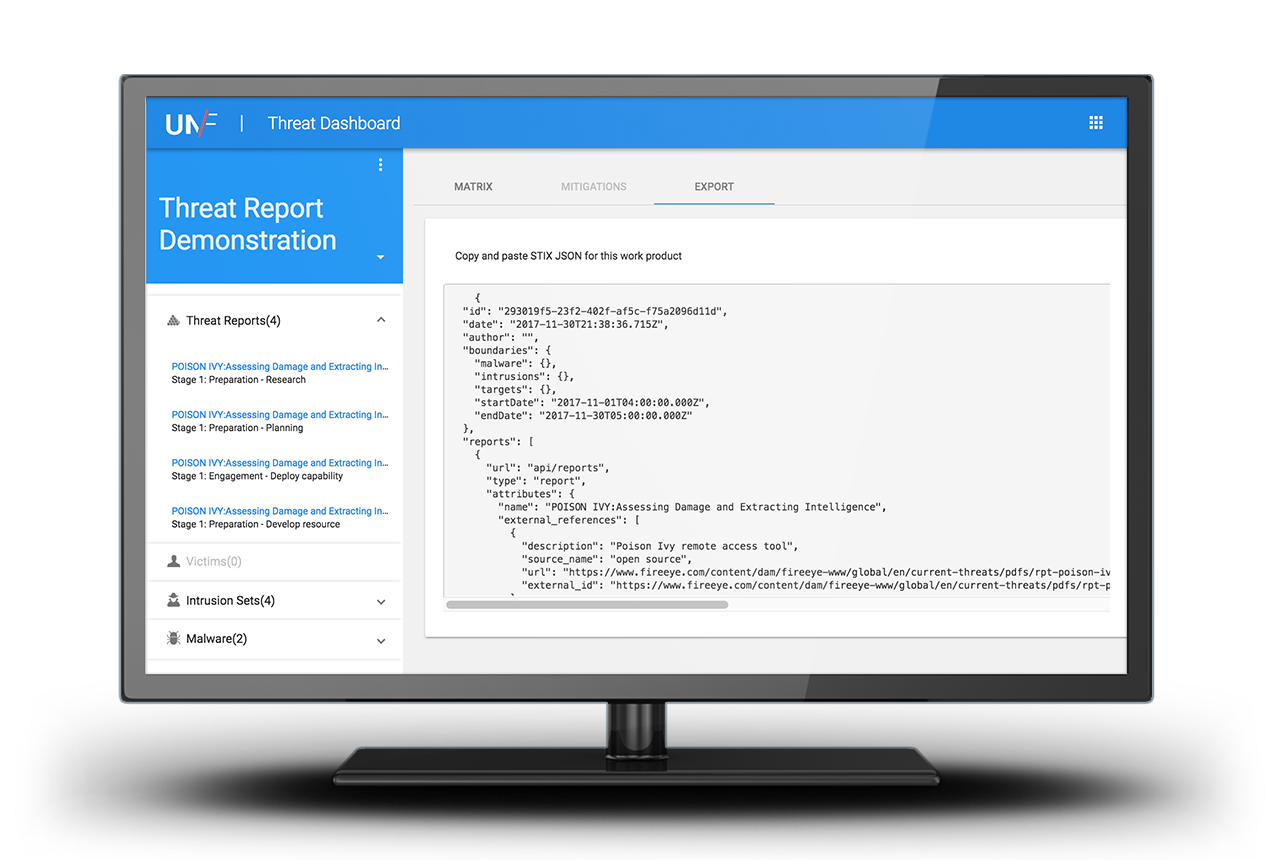 UNF | Threat Dashboard
Threat Report
Demonstration
Threat Reports(4)
POISON IVY:Assessing Damage and Extracting In...
Stage 1: Preparation - Research
POISON IVY:Assessing Damage and Extracting In...
Stage 1: Preparation - Planning
POISON IVY:Assessing Damage and Extracting In...
Stage 1: Engagement - Deploy capability
POISON IVY:Assessing Damage and Extracting In...
Stage 1: Preparation - Develop resource
Victims(0)
Intrusion Sets(4)
Malware(2)
MATRIX MITIGATIONS EXPORT
Copy and paste STIX JSON for this work product
{
"id": "293019f5-23f2-402f-af5c-f75a2096d11d",
"date": "2017-11-30T21:38:36.715Z",
"author": "",
"boundaries": {
"malware": {},
"intrusions": {},
"targets": {},
"startDate": "2017-11-01T04:00:00.000Z",
"endDate": "2017-11-30T05:00:00.000Z"
},
"reports": [
{
"url": "api/reports",
"type": "report",
"attributes": {
"name": "POISON IVY:Assessing Damage and Extracting Intelligence",
"external_references": [
{
"description": "Poison Ivy remote access tool",
"source_name": "open source",
"url": "https://www.fireeye.com/content/dam/fireeye-www/global/en/current-threats/pdfs/rpt-poison-iv
"external_id": "https://www.fireeye.com/content/dam/fireeye-www/global/en/current-threats/pdfs/rpt-p